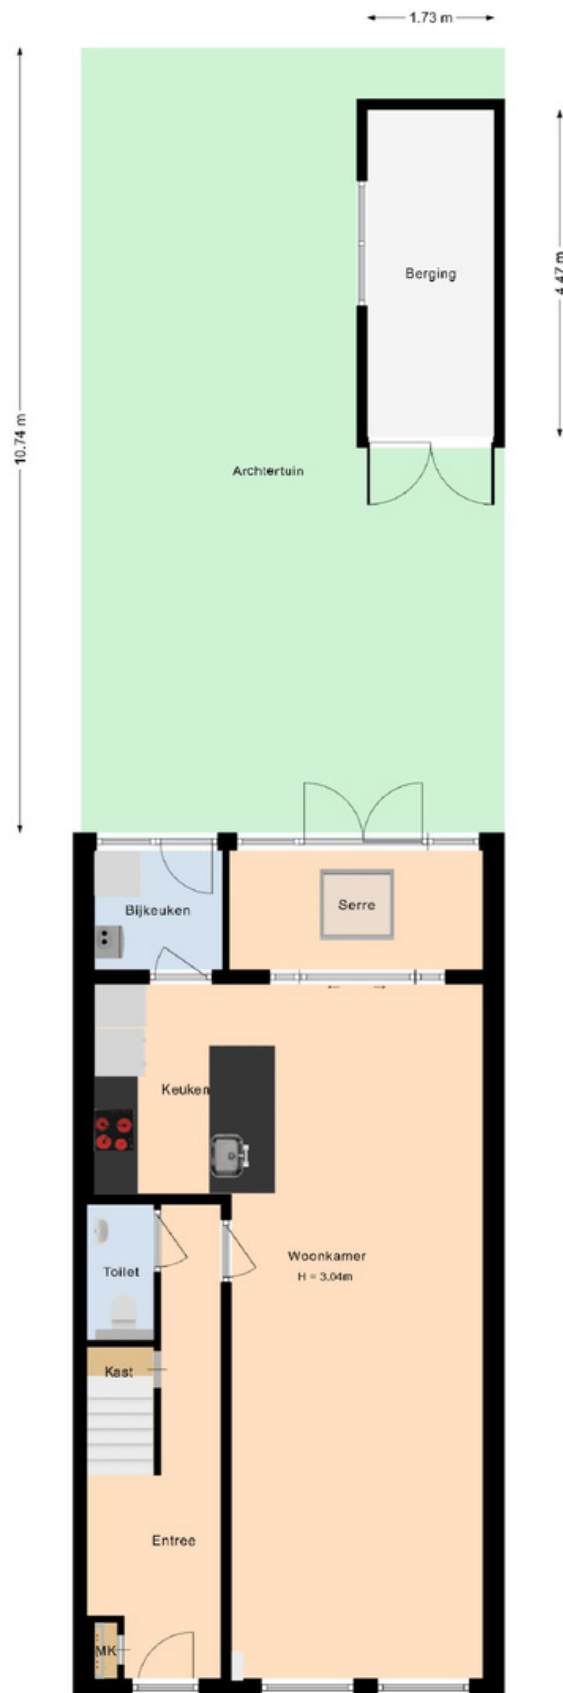 1.73 m
Berging
4.47 m
10.74 m
Archtertuin
Bijkeuken
Serre
Keuken
Woonkamer
H = 3.04m
Toilet
Kast
Entree
MK